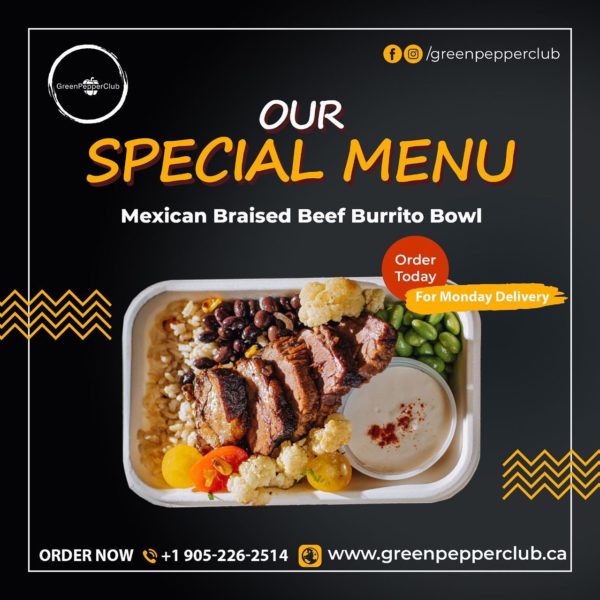 GreenPepperClub
/greenpepperclub
OUR
SPECIAL MENU
Mexican Braised Beef Burrito Bowl
Order
Today
For Monday Delivery
ORDER NOW +1 905-226-2514 www.greenpepperclub.ca